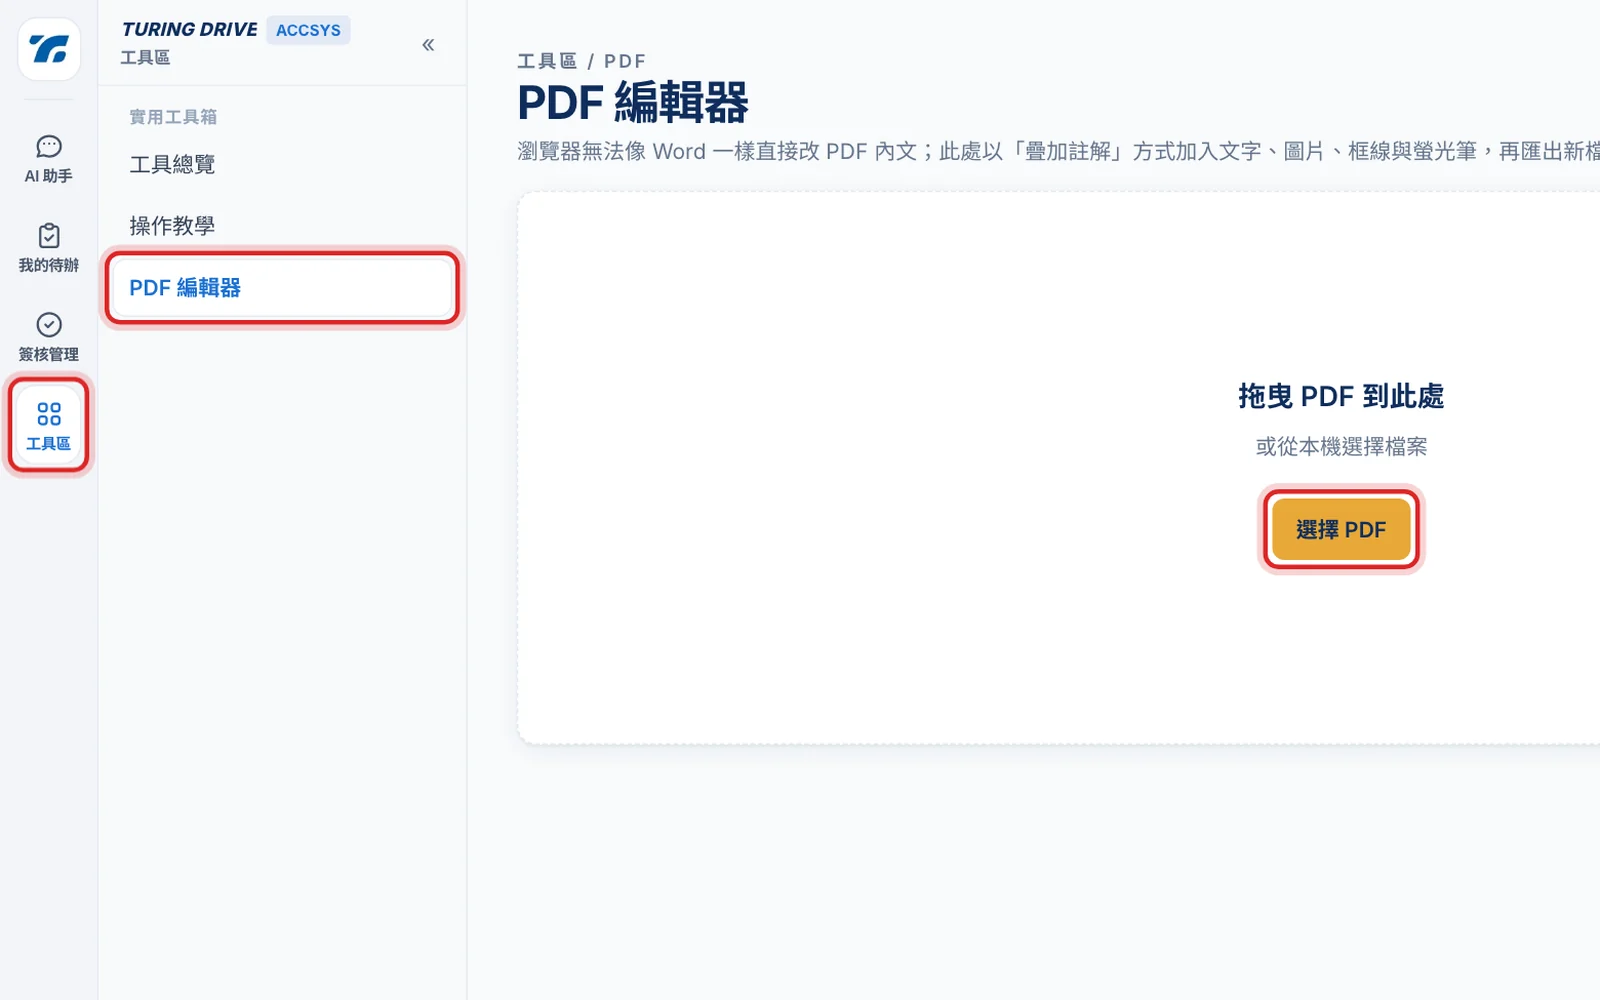 AI 助手
我的待辦
簽核管理
工具區
TURING DRIVE ACCSYS
工具區
«
實用工具箱
工具總覽
操作教學
PDF 編輯器
工具區 / PDF
PDF 編輯器
瀏覽器無法像 Word 一樣直接改 PDF 內文；此處以「疊加註解」方式加入文字、圖片、框線與螢光筆，再匯出新檔
拖曳 PDF 到此處
或從本機選擇檔案
選擇 PDF